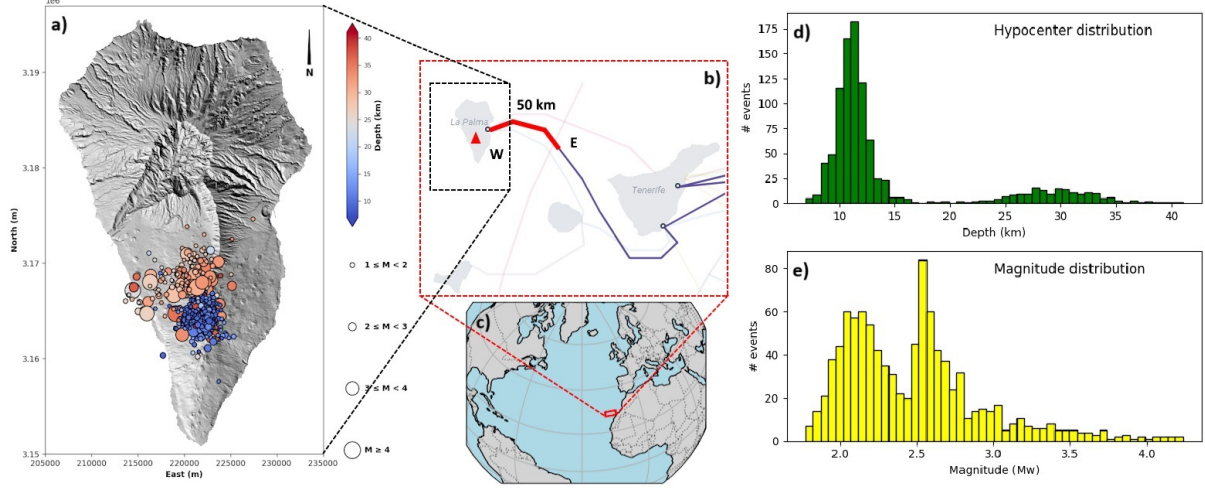 1e6
a)
3.19
3.18
3.17
3.16
3.15
North (m)
205000 210000 215000 220000 225000 230000 235000
East (m)
N
40
35
30
25
20
15
10
Depth (km)
1 ≤ M < 2
2 ≤ M < 3
3 ≤ M < 4
M ≥ 4
b)
50 km
La Palma
W
E
Tenerife
c)
d)
Hypocenter distribution
175
150
125
100
75
50
25
0
# events
10 15 20 25 30 35 40
Depth (km)
e)
Magnitude distribution
80
60
40
20
0
# events
2.0 2.5 3.0 3.5 4.0
Magnitude (Mw)